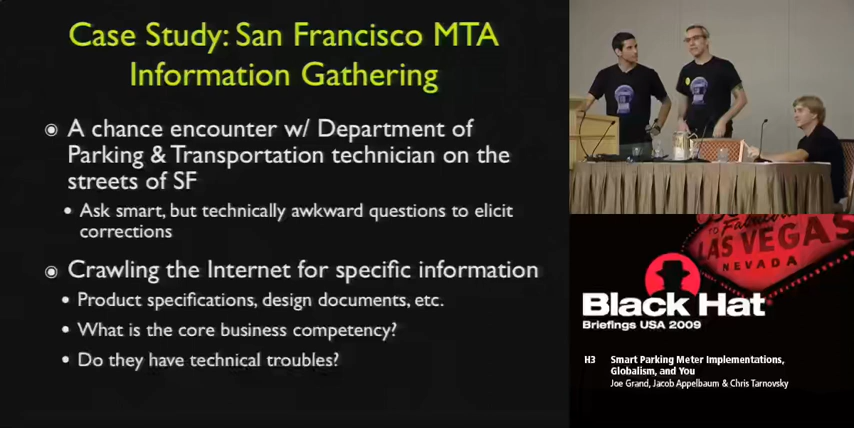 Case Study: San Francisco MTA
Information Gathering
A chance encounter w/ Department of
Parking & Transportation technician on the
streets of SF
Ask smart, but technically awkward questions to elicit
corrections
Crawling the Internet for specific information
Product specifications, design documents, etc.
What is the core business competency?
Do they have technical troubles?
TO Fabulous
LAS VEGAS
NEVADA
Black Hat
Briefings USA 2009
H3 Smart Parking Meter Implementations,
Globalism, and You
Joe Grand, Jacob Appelbaum & Chris Tarnovsky